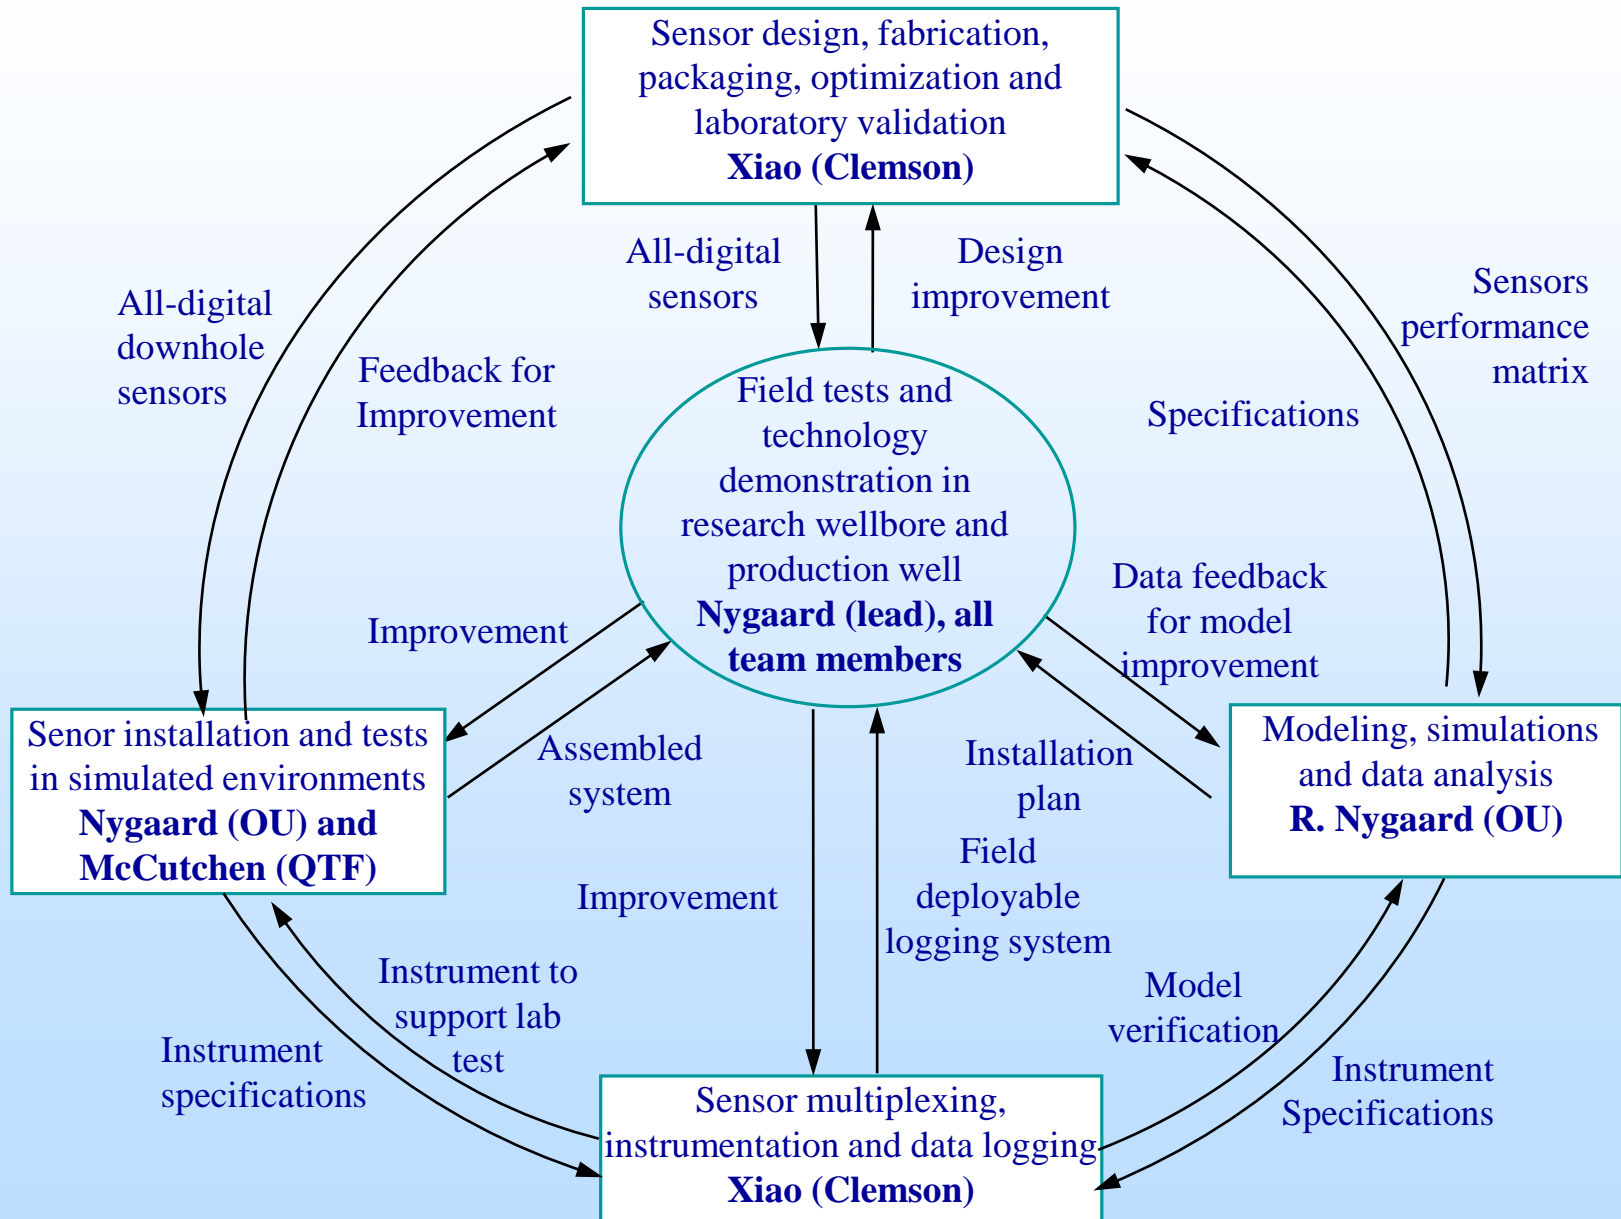 Sensor design, fabrication,
packaging, optimization and
laboratory validation
Xiao (Clemson)
All-digital
sensors
Design
improvement
All-digital
downhole
sensors
Feedback for
Improvement
Sensors
performance
matrix
Specifications
Field tests and
technology
demonstration in
research wellbore and
production well
Nygaard (lead), all
team members
Improvement
Data feedback
for model
improvement
Senor installation and tests
in simulated environments
Nygaard (OU) and
McCutchen (QTF)
Assembled
system
Installation
plan
Modeling, simulations
and data analysis
R. Nygaard (OU)
Improvement
Field
deployable
logging system
Instrument to
support lab
test
Instrument
specifications
Model
verification
Instrument
Specifications
Sensor multiplexing,
instrumentation and data logging
Xiao (Clemson)